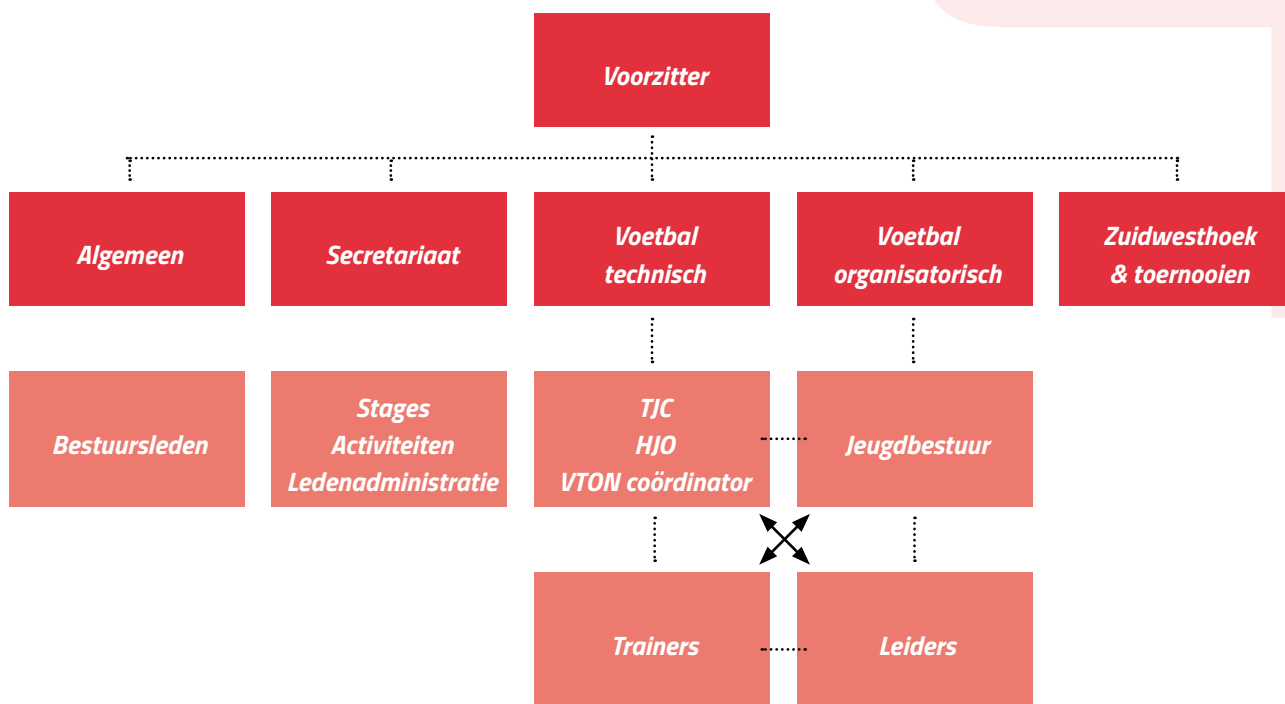 Voorzitter
Algemeen
Secretariaat
Voetbal
technisch
Voetbal
organisatorisch
Zuidwesthoek
& toernooien
Bestuursleden
Stages
Activiteiten
Ledenadministratie
TJC
HJO
VTON coördinator
Jeugdbestuur
Trainers
Leiders